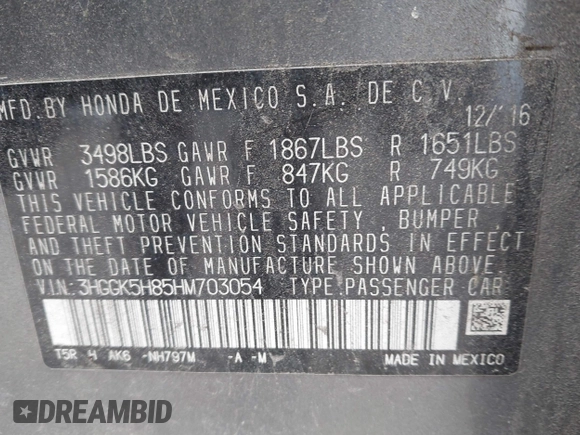 MFD. BY HONDA DE MEXICO S.A. DE C.V.
12/'16
GVWR 3498LBS GAWR F 1867LBS R 1651LBS
GVWR 1586KG GAWR F 847KG R 749KG
THIS VEHICLE CONFORMS TO ALL APPLICABLE
FEDERAL MOTOR VEHICLE SAFETY, BUMPER,
AND THEFT PREVENTION STANDARDS IN EFFECT
ON THE DATE OF MANUFACTURE SHOWN ABOVE.
V.I.N.: 3HGGK5H85HM703054 TYPE:PASSENGER CAR
T5R 4 AK6 -NH797M -A -M
MADE IN MEXICO
DREAMBID